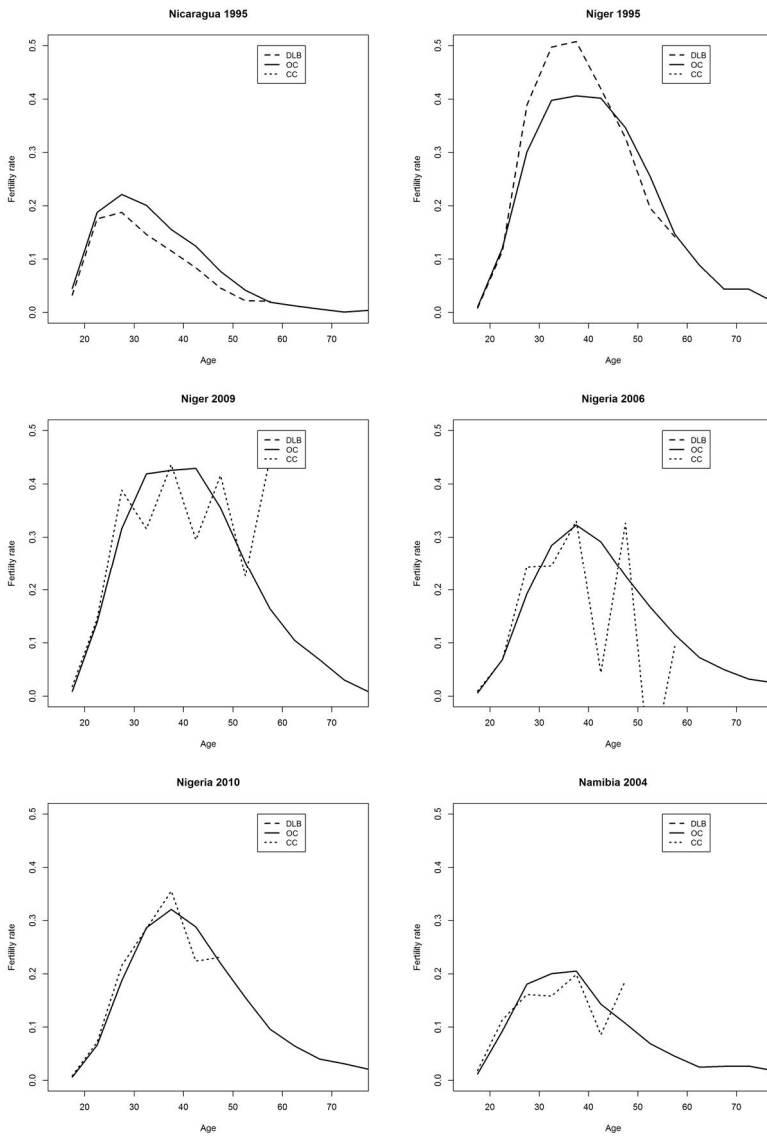 Nicaragua 1995
Fertility rate
0.5
0.4
0.3
0.2
0.1
0.0
DLB
OC
CC
20 30 40 50 60 70
Age
Niger 1995
Fertility rate
0.5
0.4
0.3
0.2
0.1
0.0
DLB
OC
CC
20 30 40 50 60 70
Age
Niger 2009
Fertility rate
0.5
0.4
0.3
0.2
0.1
0.0
DLB
OC
CC
20 30 40 50 60 70
Age
Nigeria 2006
Fertility rate
0.5
0.4
0.3
0.2
0.1
0.0
DLB
OC
CC
20 30 40 50 60 70
Age
Nigeria 2010
Fertility rate
0.5
0.4
0.3
0.2
0.1
0.0
DLB
OC
CC
20 30 40 50 60 70
Age
Namibia 2004
Fertility rate
0.5
0.4
0.3
0.2
0.1
0.0
DLB
OC
CC
20 30 40 50 60 70
Age